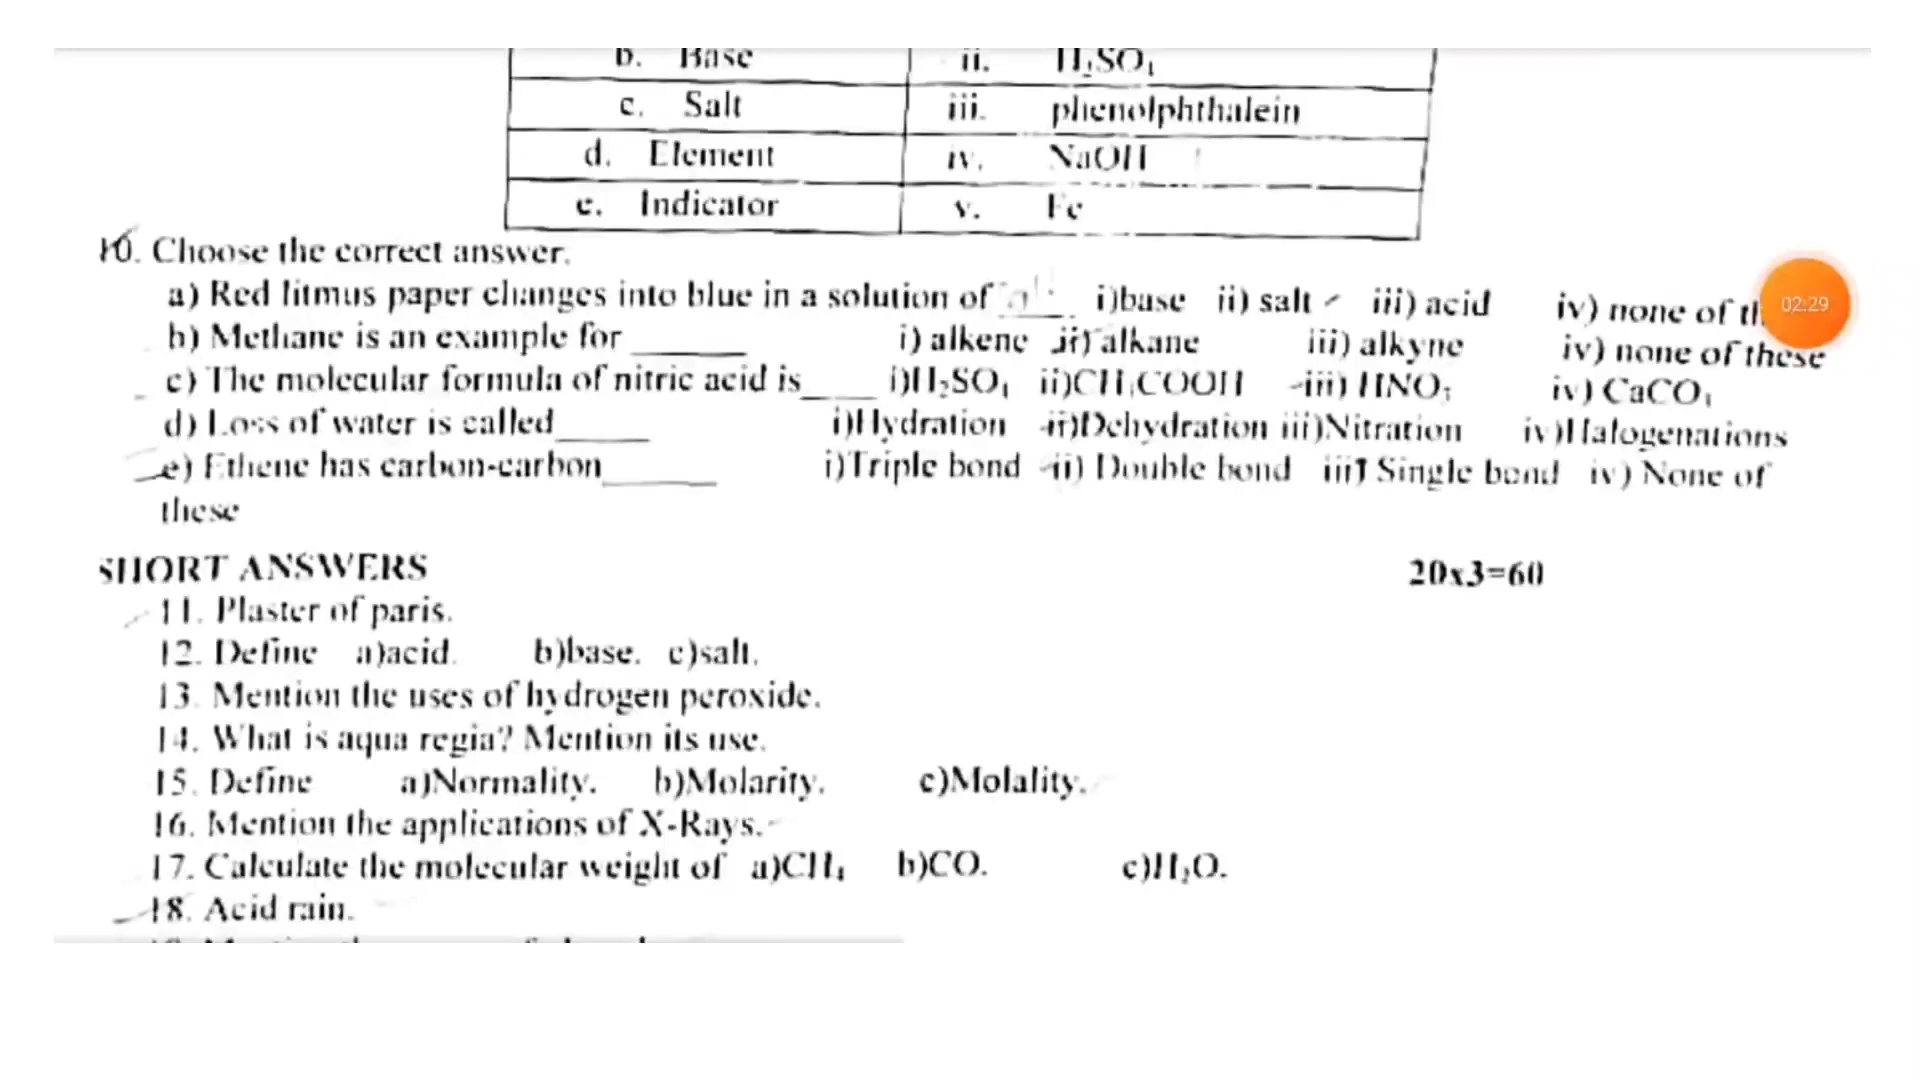 b. Base ii. H₂SO₄
c. Salt iii. phenolphthalein
d. Element iv. NaOH
e. Indicator v. Fe
10. Choose the correct answer.
a) Red litmus paper changes into blue in a solution of ____ i)base ii) salt iii) acid iv) none of
02:29
b) Methane is an example for ______ i) alkene ii) alkane iii) alkyne iv) none of these
c) The molecular formula of nitric acid is____ i)H₂SO₄ ii)CH₃COOH iii) HNO₃ iv) CaCO₃
d) Loss of water is called_____ i)Hydration ii)Dehydration iii)Nitration iv)Halogenations
e) Ethene has carbon-carbon______ i)Triple bond ii) Double bond iii) Single bond iv) None of
these
SHORT ANSWERS 20x3=60
11. Plaster of paris.
12. Define a)acid. b)base. c)salt.
13. Mention the uses of hydrogen peroxide.
14. What is aqua regia? Mention its use.
15. Define a)Normality. b)Molarity. c)Molality.
16. Mention the applications of X-Rays.
17. Calculate the molecular weight of a)CH₄ b)CO. c)H₂O.
18. Acid rain.